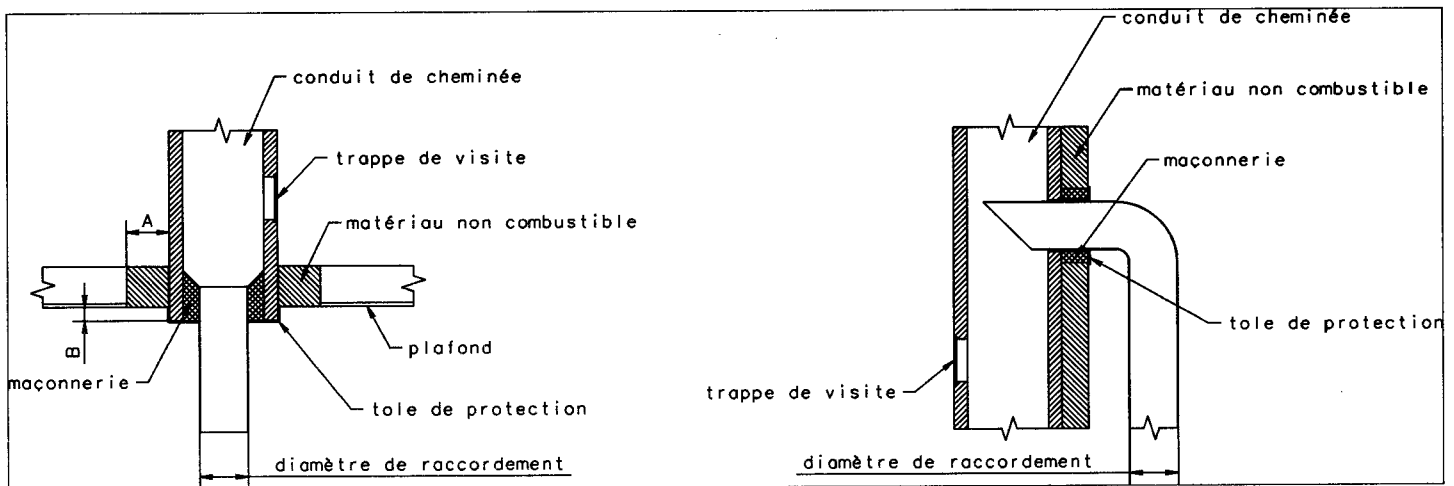 conduit de cheminée
trappe de visite
A
matériau non combustible
B
plafond
maçonnerie
tole de protection
diamètre de raccordement
conduit de cheminée
matériau non combustible
maçonnerie
tole de protection
trappe de visite
diamètre de raccordement